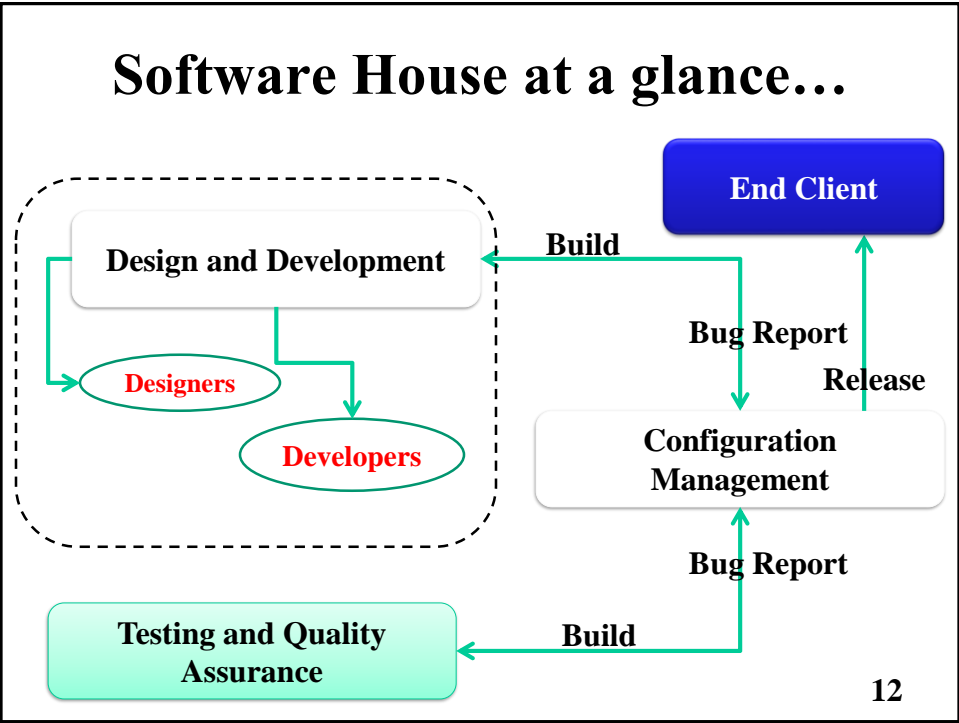 Software House at a glance…
End Client
Build
Design and Development
Bug Report
Designers
Release
Developers
Configuration
Management
Bug Report
Testing and Quality
Assurance
Build
12